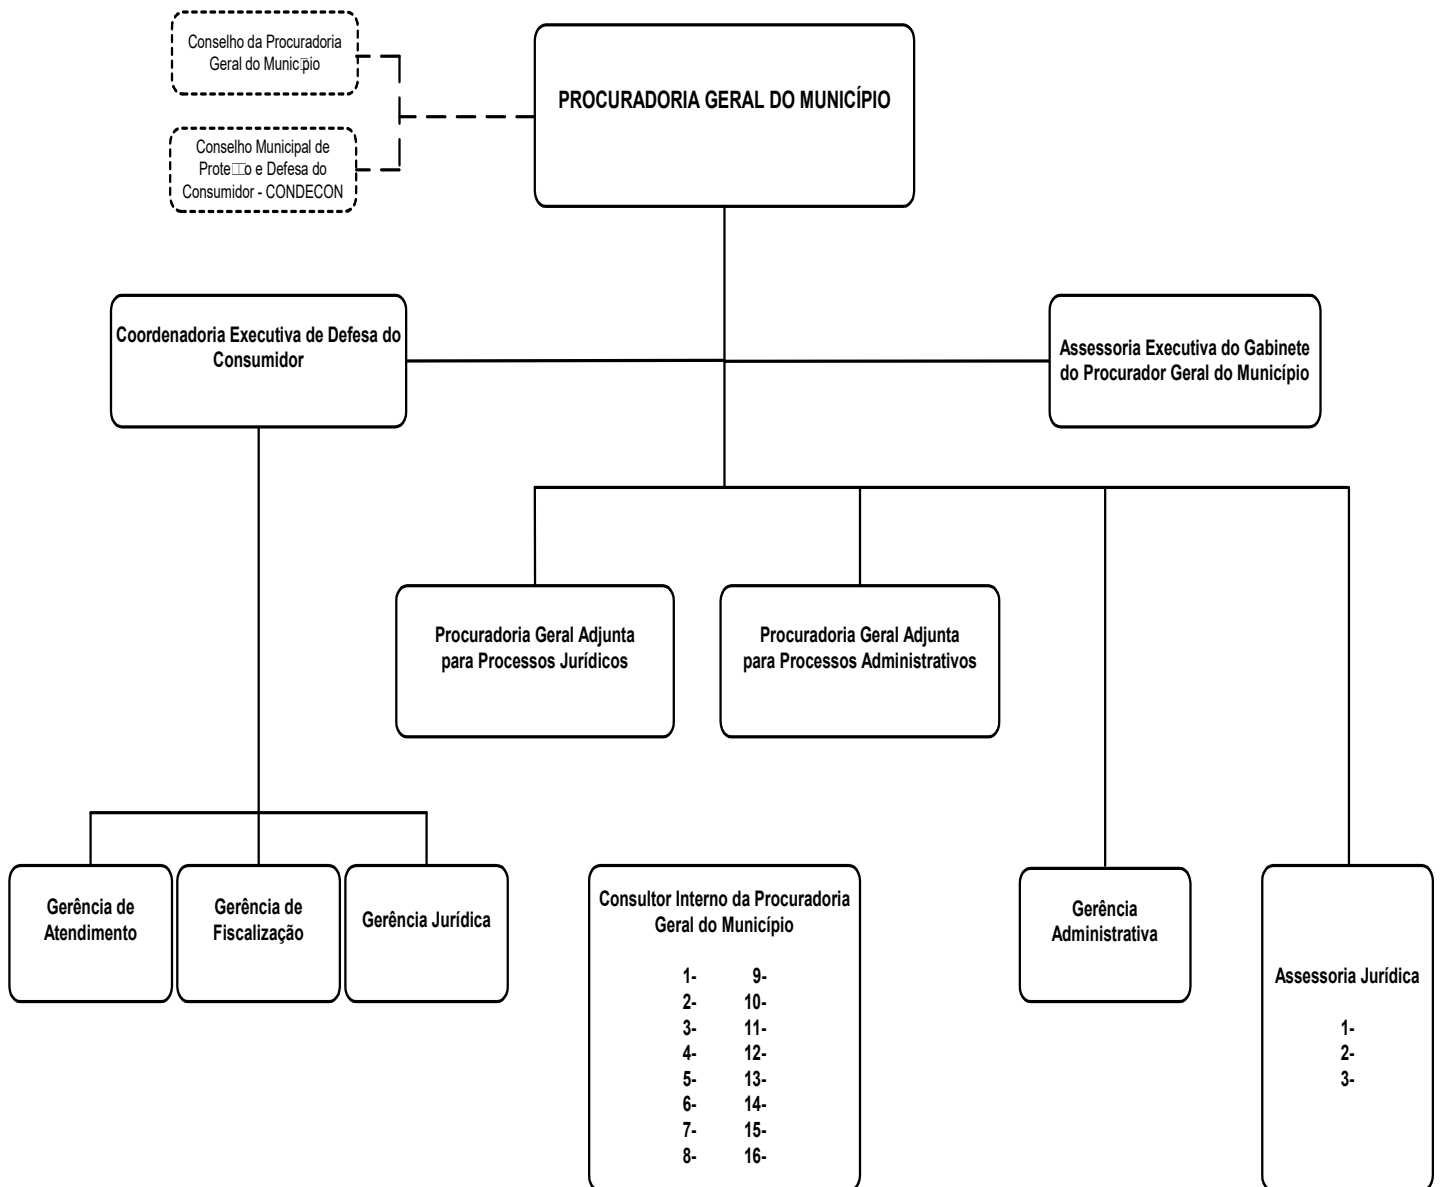 Conselho da Procuradoria
Geral do
PROCURADORIA GERAL DO MUNICÍPIO
Conselho Municipal de
e Defesa do
Consumidor - CONDECON
Coordenadoria Executiva de Defesa do
Consumidor
Assessoria Executiva do Gabinete
do Procurador Geral do Município
Procuradoria Geral Adjunta
para Processos Jurídicos
Procuradoria Geral Adjunta
para Processos Administrativos
Gerência de
Atendimento
Gerência de
Fiscalização
Gerência Jurídica
Consultor Interno da Procuradoria
Geral do Município
1- 9-
2- 10-
3- 11-
4- 12-
5- 13-
6- 14-
7- 15-
8- 16-
Gerência
Administrativa
Assessoria Jurídica
1-
2-
3-